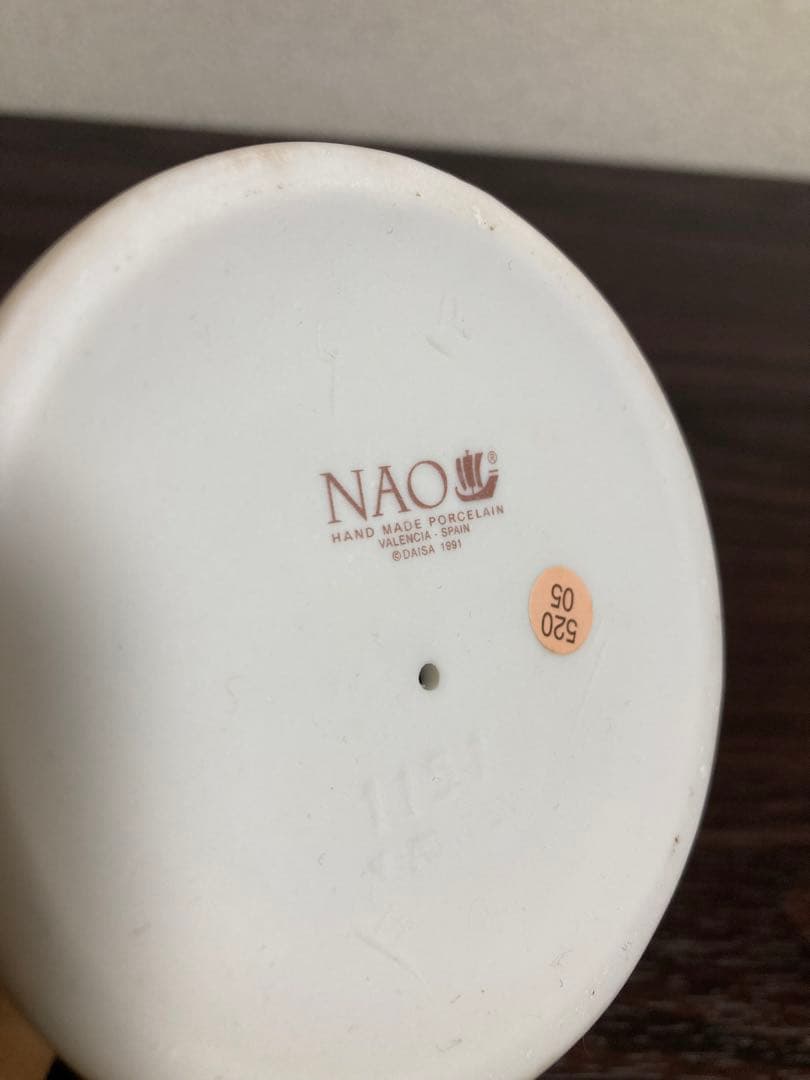 NAO®
HAND MADE PORCELAIN
VALENCIA - SPAIN
©DAISA 1991
520
05